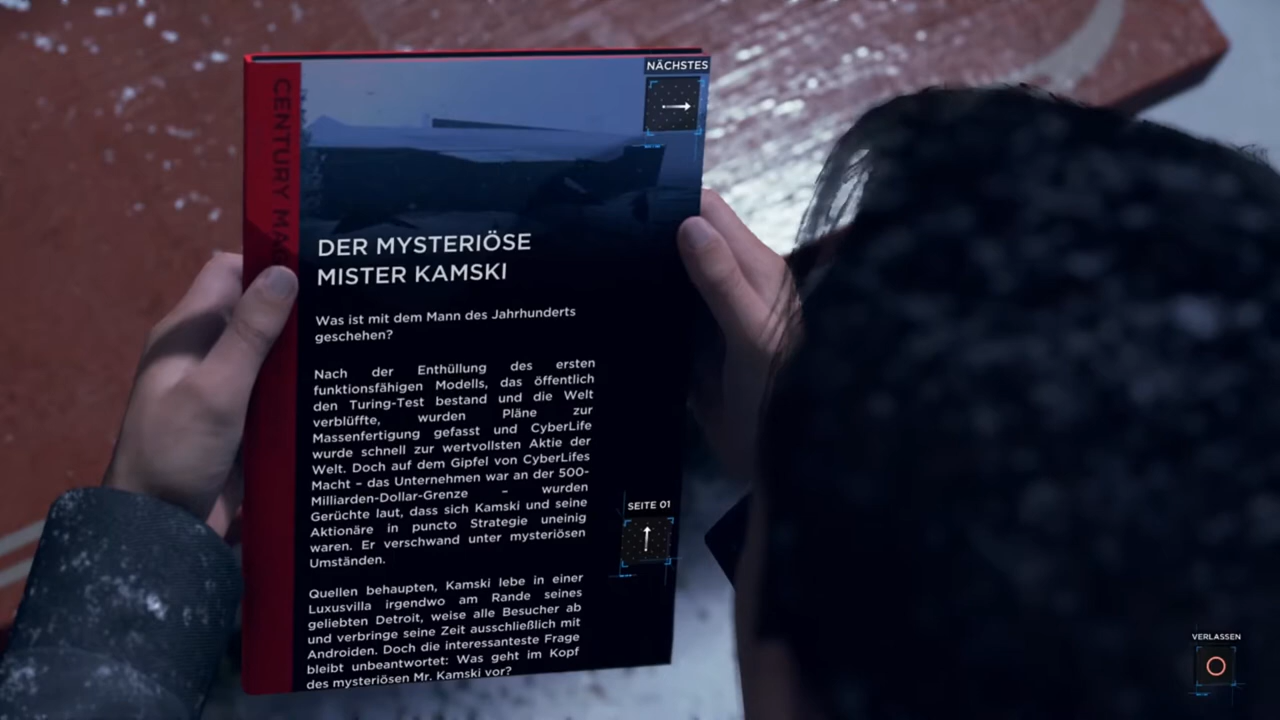 NÄCHSTES
CENTURY MAG
DER MYSTERIÖSE
MISTER KAMSKI
Was ist mit dem Mann des Jahrhunderts
geschehen?
Nach der Enthüllung des ersten
funktionsfähigen Modells, das öffentlich
den Turing-Test bestand und die Welt
verblüffte, wurden Pläne zur
Massenfertigung gefasst und CyberLife
wurde schnell zur wertvollsten Aktie der
Welt. Doch auf dem Gipfel von CyberLifes
Macht – das Unternehmen war an der 500-
Milliarden-Dollar-Grenze – wurden
Gerüchte laut, dass sich Kamski und seine
Aktionäre in puncto Strategie uneinig
waren. Er verschwand unter mysteriösen
Umständen.
SEITE 01
Quellen behaupten, Kamski lebe in einer
Luxusvilla irgendwo am Rande seines
geliebten Detroit, weise alle Besucher ab
und verbringe seine Zeit ausschließlich mit
Androiden. Doch die interessanteste Frage
bleibt unbeantwortet: Was geht im Kopf
des mysteriösen Mr. Kamski vor?
VERLASSEN